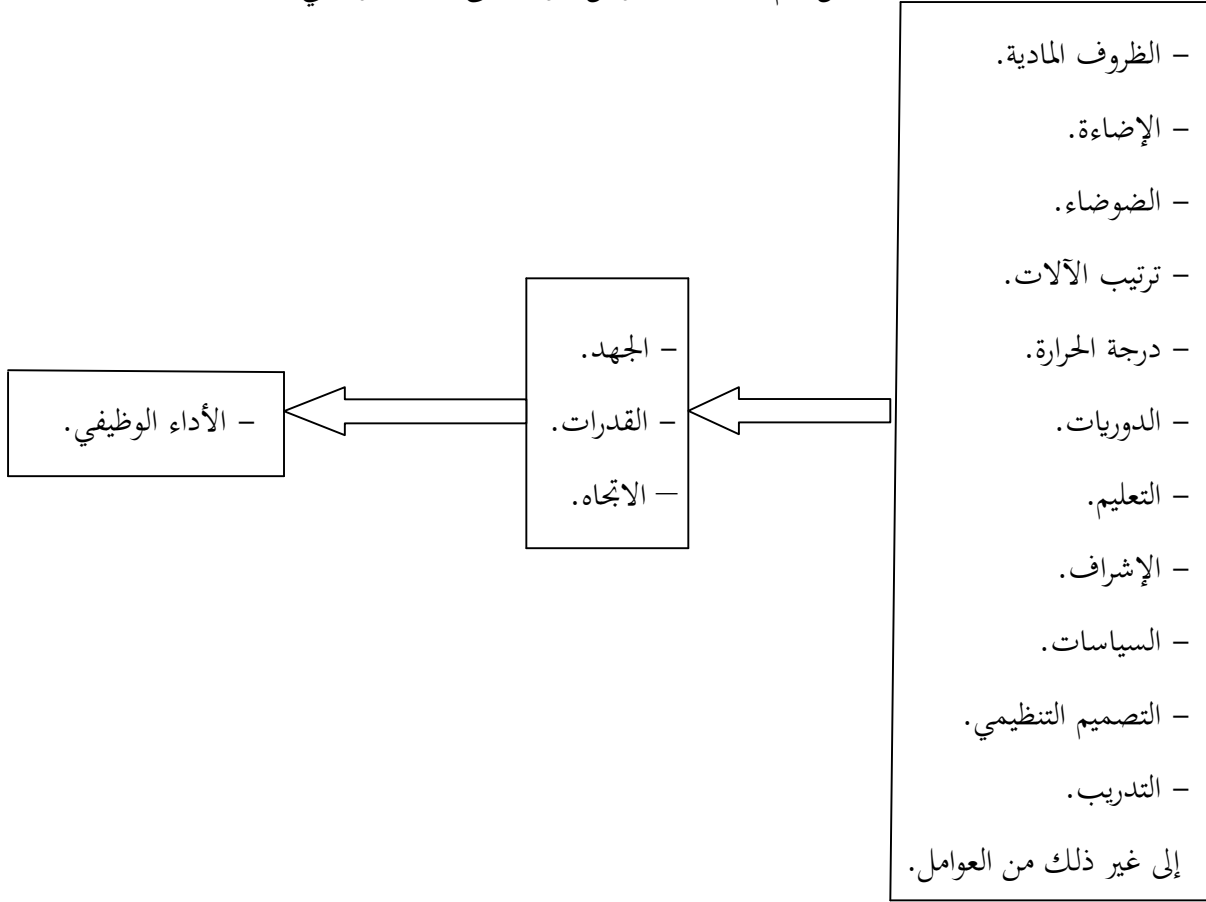 – الظروف المادية.
– الإضاءة.
– الضوضاء.
– ترتيب الآلات.
– درجة الحرارة.
– الدوريات.
– التعليم.
– الإشراف.
– السياسات.
– التصميم التنظيمي.
– التدريب.
إلى غير ذلك من العوامل.
– الجهد.
– القدرات.
– الاتجاه.
– الأداء الوظيفي.